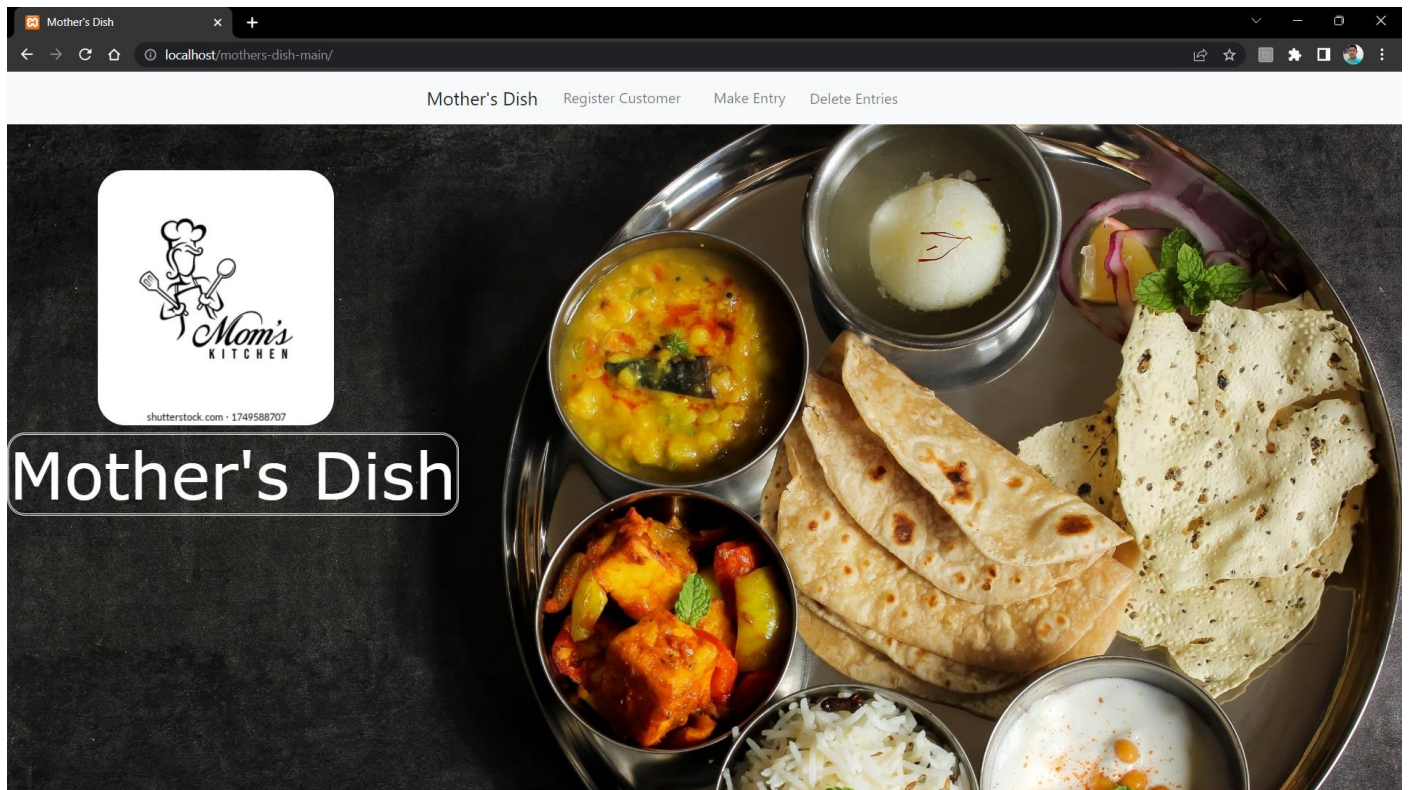 Mother's Dish
localhost/mothers-dish-main/
Mother's Dish Register Customer Make Entry Delete Entries
Mom's
KITCHEN
shutterstock.com · 1749588707
Mother's Dish